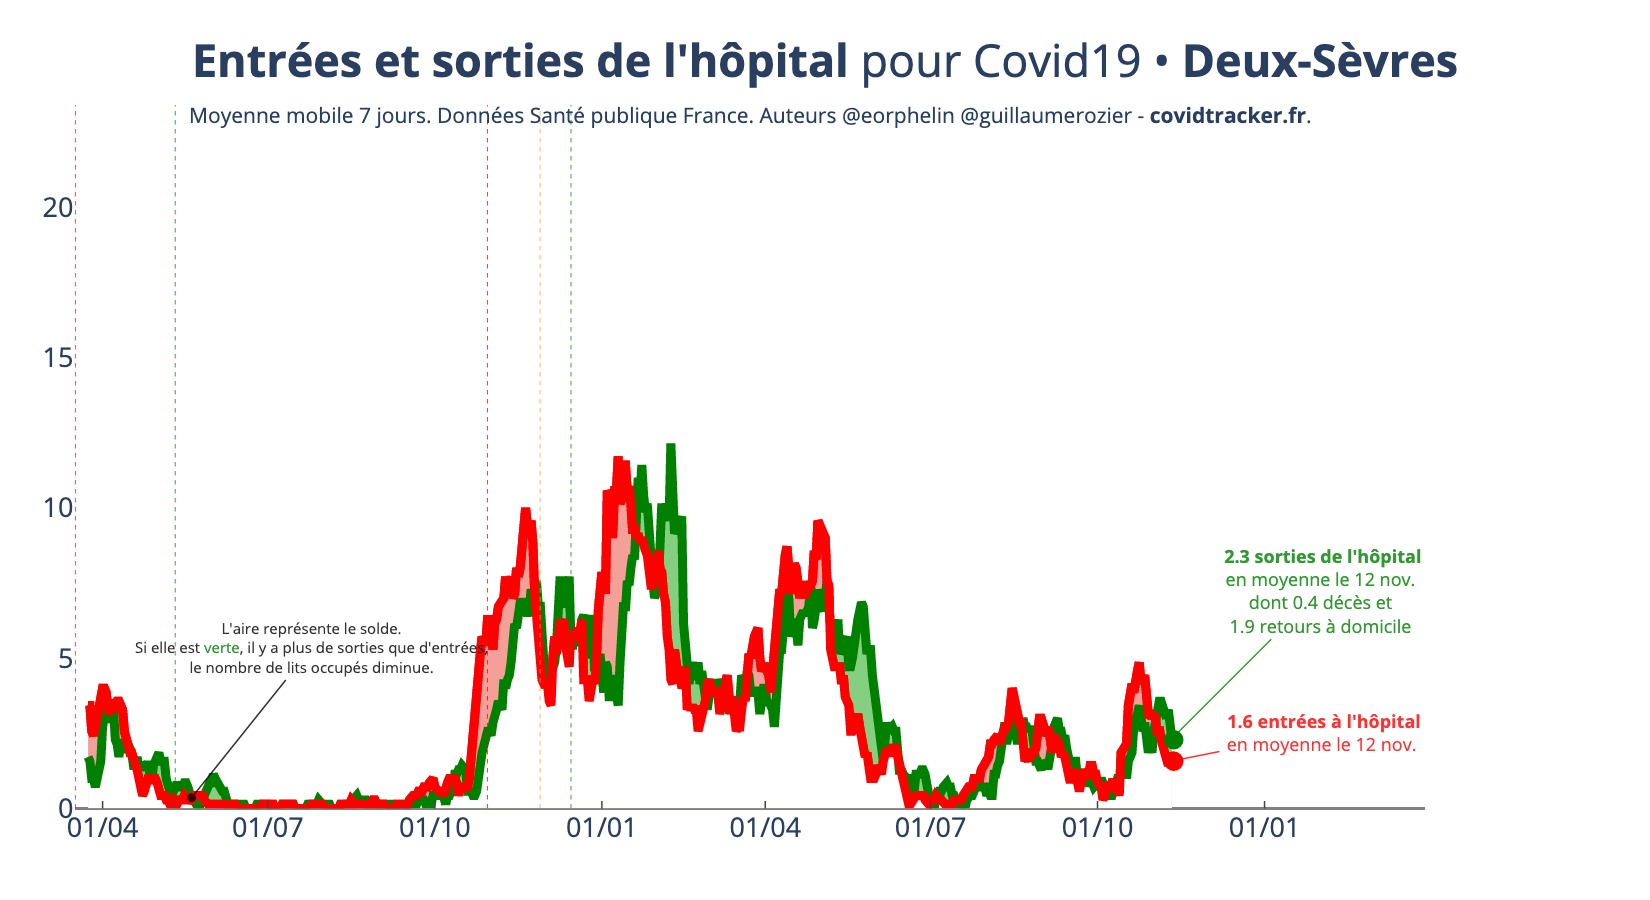 Entrées et sorties de l'hôpital pour Covid19 • Deux-Sèvres
Moyenne mobile 7 jours. Données Santé publique France. Auteurs @eorphelin @guillaumerozier - covidtracker.fr.
20
15
10
5
0
L'aire représente le solde.
Si elle est verte, il y a plus de sorties que d'entrées,
le nombre de lits occupés diminue.
2.3 sorties de l'hôpital
en moyenne le 12 nov.
dont 0.4 décès et
1.9 retours à domicile
1.6 entrées à l'hôpital
en moyenne le 12 nov.
01/04 01/07 01/10 01/01 01/04 01/07 01/10 01/01